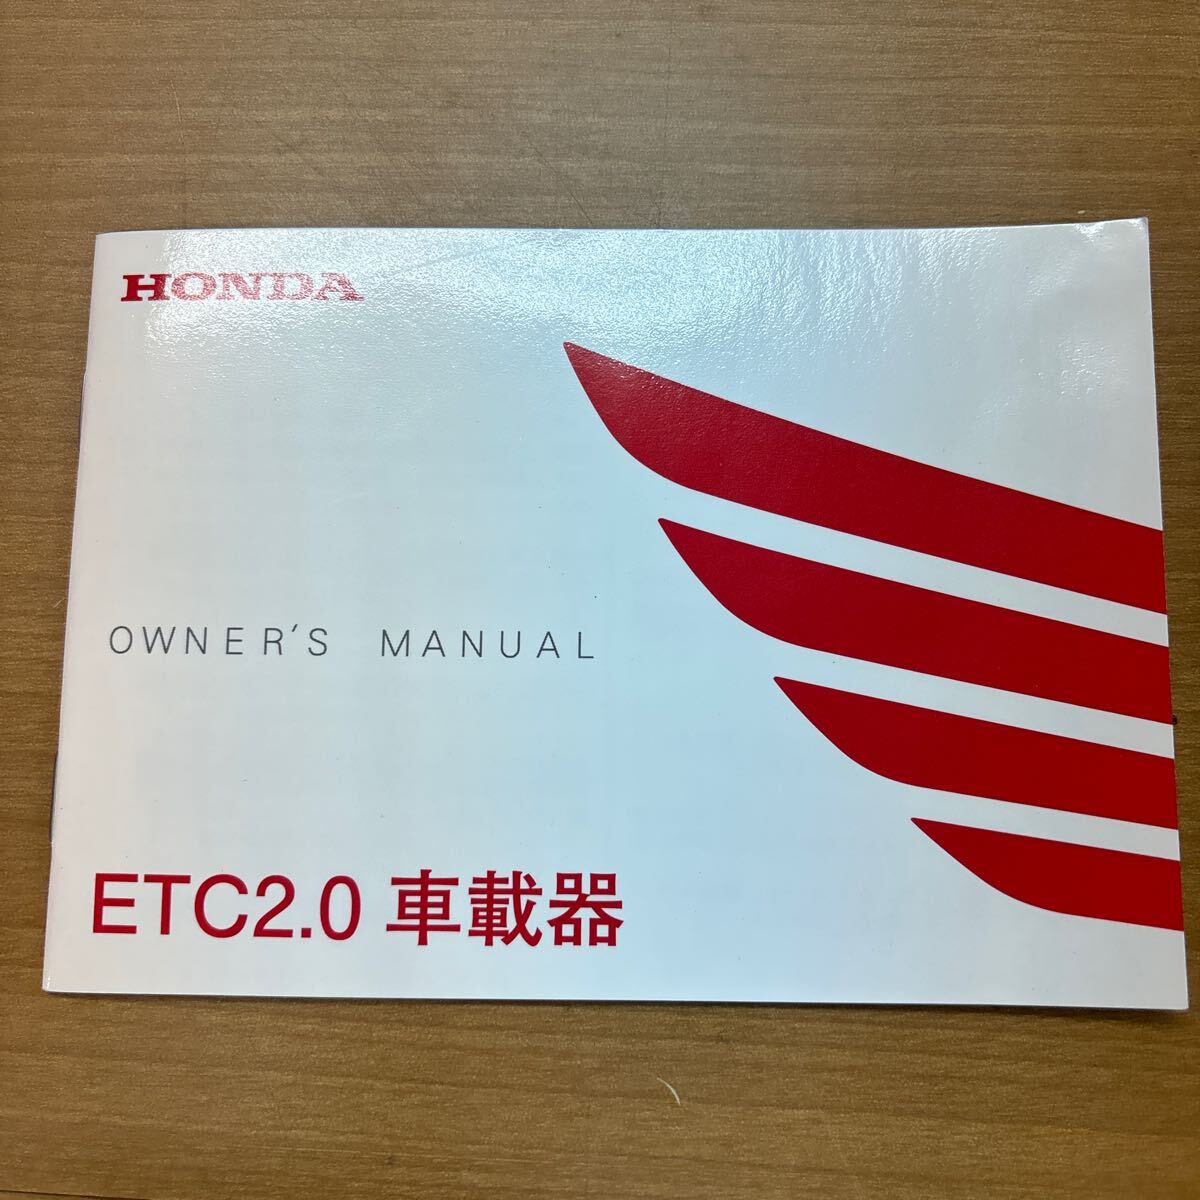 HONDA
OWNER'S MANUAL
ETC2.0 車載器